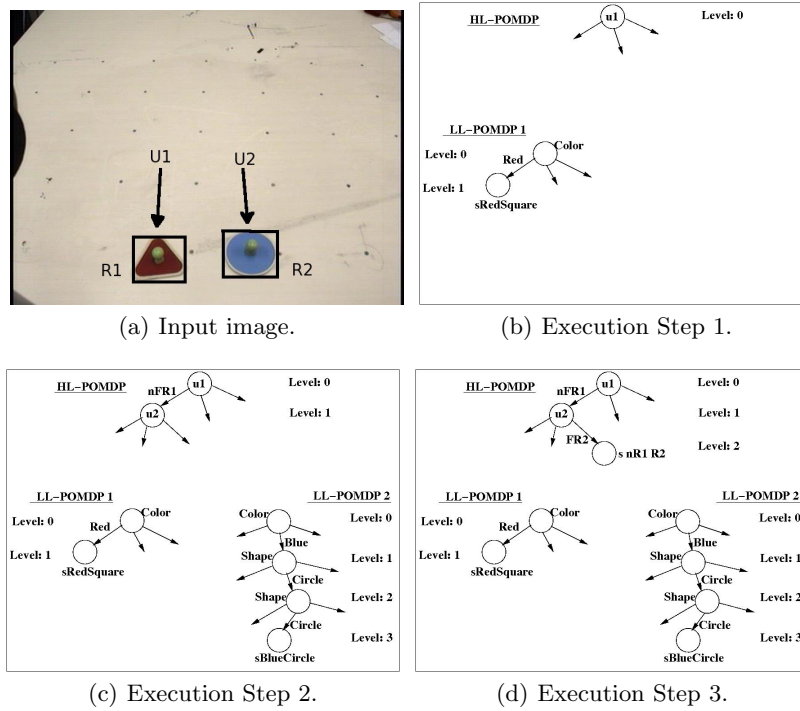 U1
U2
R1
R2
(a) Input image.
HL-POMDP
u1
Level: 0
LL-POMDP 1
Level: 0
Color
Red
Level: 1
sRedSquare
(b) Execution Step 1.
HL-POMDP
u1
Level: 0
nFR1
u2
Level: 1
LL-POMDP 1
LL-POMDP 2
Level: 0
Color
Color
Level: 0
Red
Blue
Level: 1
Shape
Level: 1
sRedSquare
Circle
Shape
Level: 2
Circle
Level: 3
sBlueCircle
(c) Execution Step 2.
HL-POMDP
u1
Level: 0
nFR1
u2
Level: 1
FR2
s nR1 R2
Level: 2
LL-POMDP 1
LL-POMDP 2
Level: 0
Color
Color
Level: 0
Red
Blue
Level: 1
Shape
Level: 1
sRedSquare
Circle
Shape
Level: 2
Circle
Level: 3
sBlueCircle
(d) Execution Step 3.